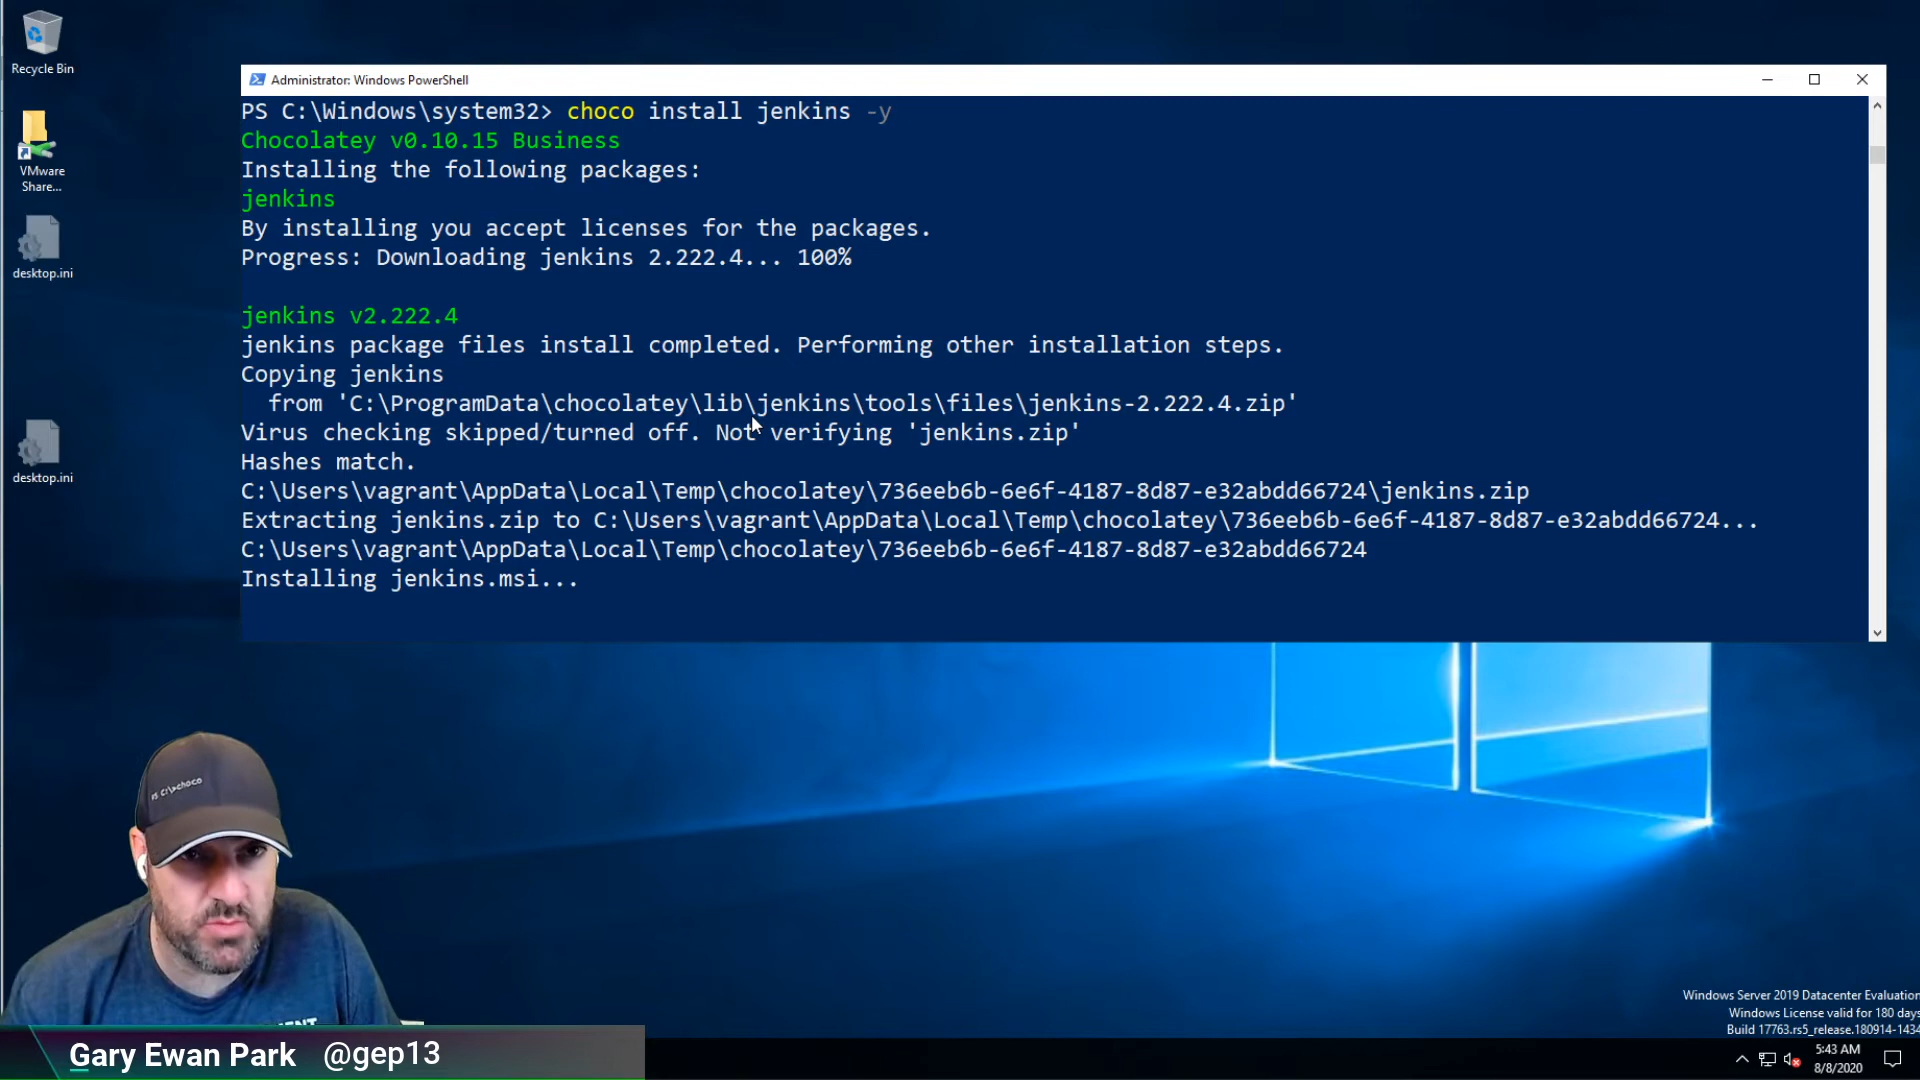 Recycle Bin
VMware
Share...
desktop.ini
desktop.ini
Administrator: Windows PowerShell
PS C:\Windows\system32> choco install jenkins -y
Chocolatey v0.10.15 Business
Installing the following packages:
jenkins
By installing you accept licenses for the packages.
Progress: Downloading jenkins 2.222.4... 100%
jenkins v2.222.4
jenkins package files install completed. Performing other installation steps.
Copying jenkins
from 'C:\ProgramData\chocolatey\lib\jenkins\tools\files\jenkins-2.222.4.zip'
Virus checking skipped/turned off. Not verifying 'jenkins.zip'
Hashes match.
C:\Users\vagrant\AppData\Local\Temp\chocolatey\736eeb6b-6e6f-4187-8d87-e32abdd66724\jenkins.zip
Extracting jenkins.zip to C:\Users\vagrant\AppData\Local\Temp\chocolatey\736eeb6b-6e6f-4187-8d87-e32abdd66724...
C:\Users\vagrant\AppData\Local\Temp\chocolatey\736eeb6b-6e6f-4187-8d87-e32abdd66724
Installing jenkins.msi...
PS C:\>choco
Gary Ewan Park @gep13
Windows Server 2019 Datacenter Evaluation
Windows License valid for 180 days
Build 17763.rs5_release.180914-1434
5:43 AM
8/8/2020